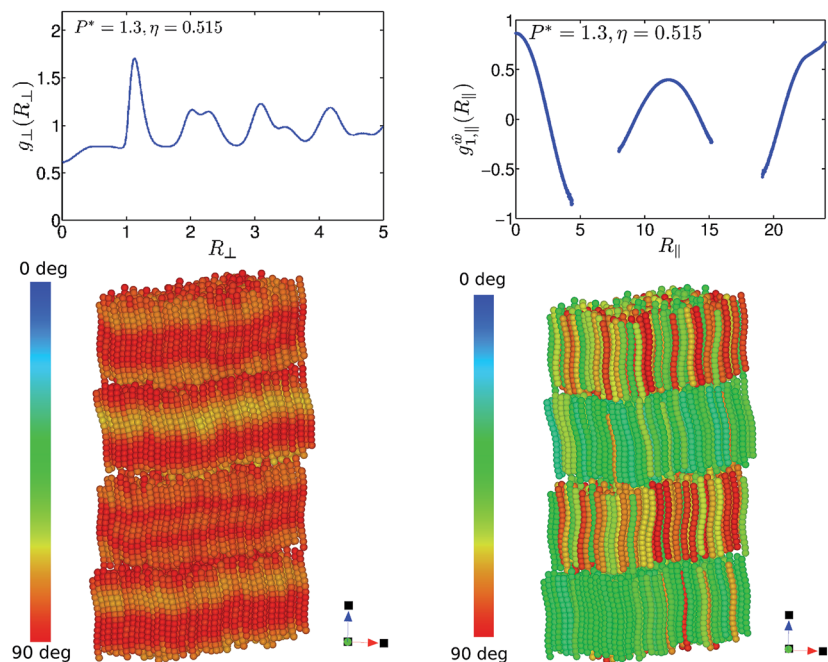 P* = 1.3, η = 0.515
2
1.5
1
0.5
0
g⊥(R⊥)
0 1 2 3 4 5
R⊥
P* = 1.3, η = 0.515
1
0.5
0
−0.5
−1
g^ŵ_{1,∥}(R∥)
0 5 10 15 20
R∥
0 deg
90 deg
0 deg
90 deg